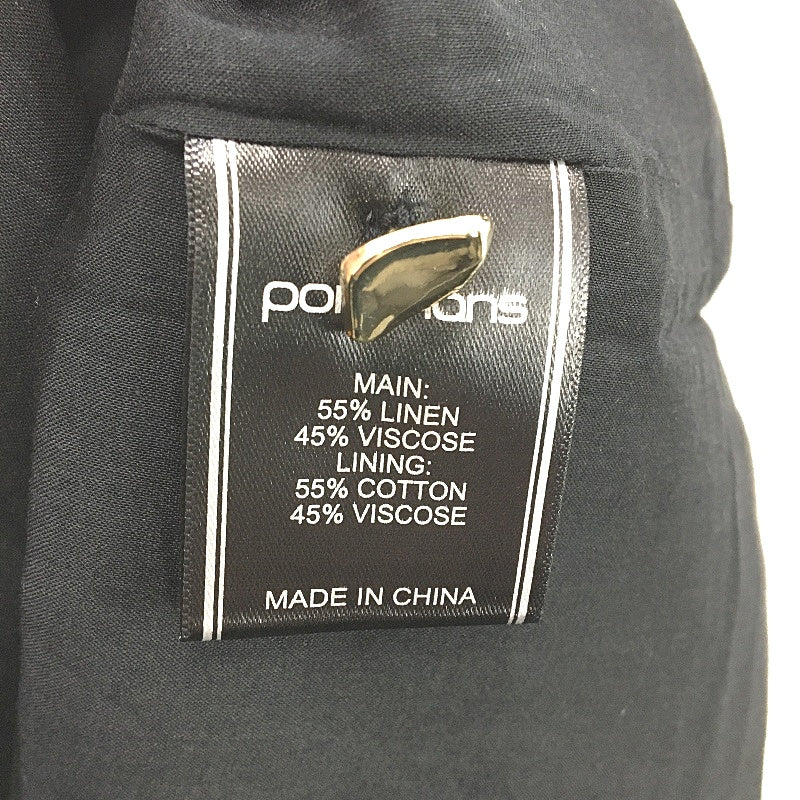 MAIN:
55% LINEN
45% VISCOSE
LINING:
55% COTTON
45% VISCOSE
MADE IN CHINA